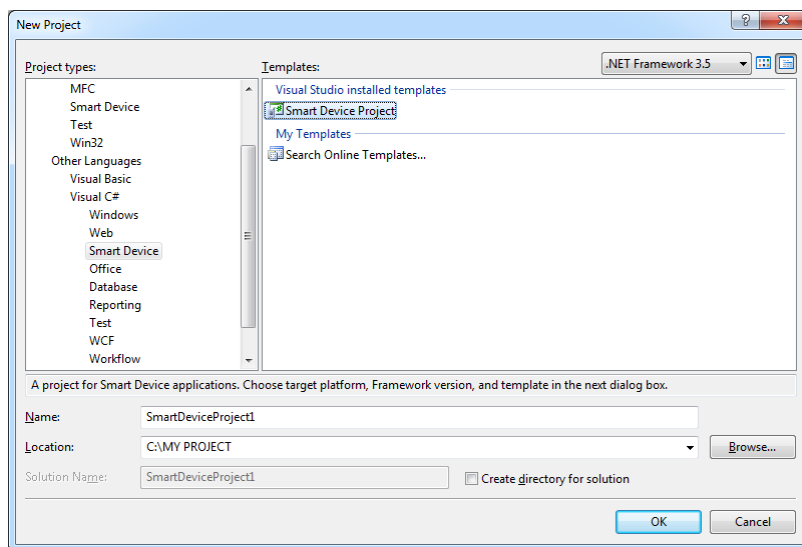 New Project
Project types:
Templates:
.NET Framework 3.5
MFC
Smart Device
Test
Win32
Other Languages
Visual Basic
Visual C#
Windows
Web
Smart Device
Office
Database
Reporting
Test
WCF
Workflow
Visual Studio installed templates
Smart Device Project
My Templates
Search Online Templates...
A project for Smart Device applications. Choose target platform, Framework version, and template in the next dialog box.
Name:
SmartDeviceProject1
Location:
C:\MY PROJECT
Browse...
Solution Name:
SmartDeviceProject1
Create directory for solution
OK
Cancel